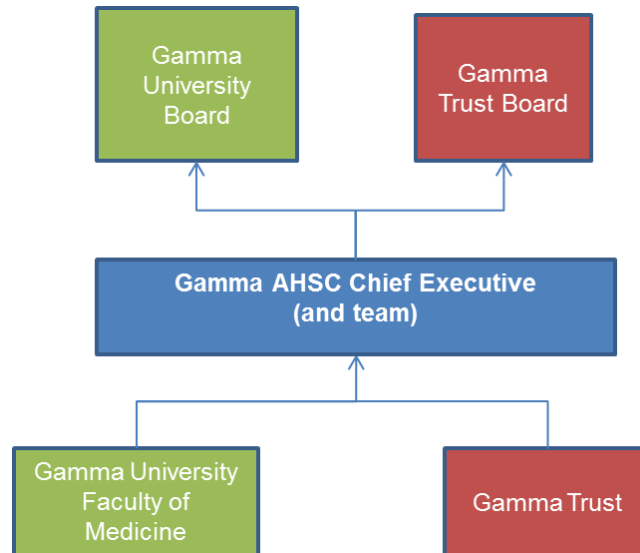 Gamma
University
Board
Gamma
Trust Board
Gamma AHSC Chief Executive
(and team)
Gamma University
Faculty of
Medicine
Gamma Trust